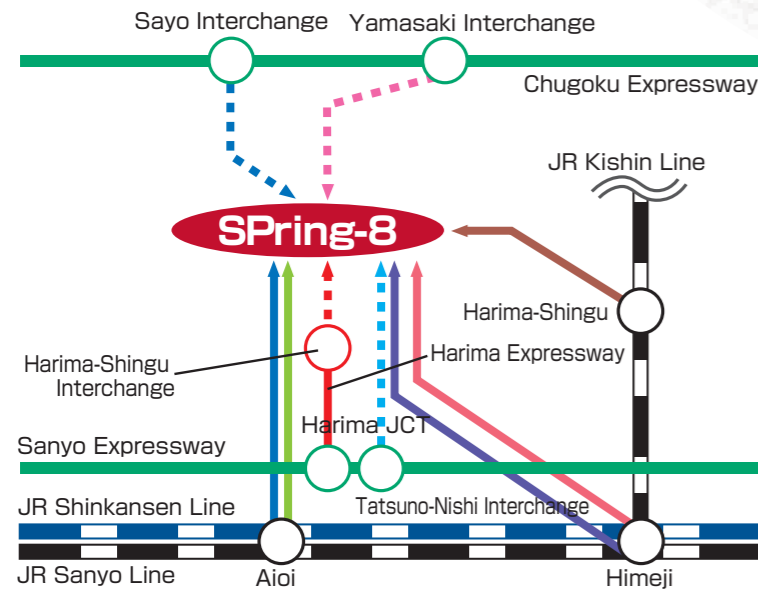 Sayo Interchange
Yamasaki Interchange
Chugoku Expressway
JR Kishin Line
SPring-8
Harima-Shingu
Harima-Shingu
Interchange
Harima Expressway
Harima JCT
Sanyo Expressway
Tatsuno-Nishi Interchange
JR Shinkansen Line
JR Sanyo Line
Aioi
Himeji